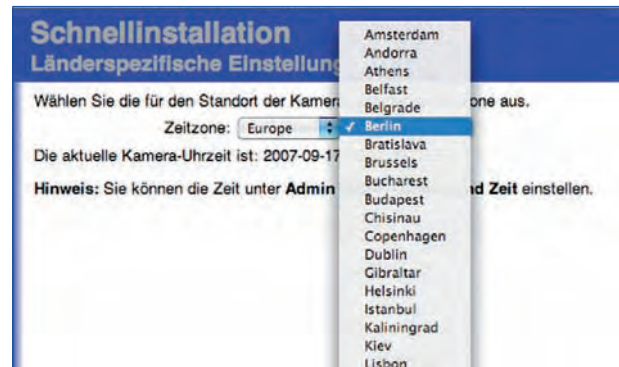 Schnellinstallation
Länderspezifische Einstellung
Wählen Sie die für den Standort der Kamera one aus.
Zeitzone: Europe
Die aktuelle Kamera-Uhrzeit ist: 2007-09-17
Hinweis: Sie können die Zeit unter Admin nd Zeit einstellen.
Amsterdam
Andorra
Athens
Belfast
Belgrade
✓ Berlin
Bratislava
Brussels
Bucharest
Budapest
Chisinau
Copenhagen
Dublin
Gibraltar
Helsinki
Istanbul
Kaliningrad
Kiev
Lisbon